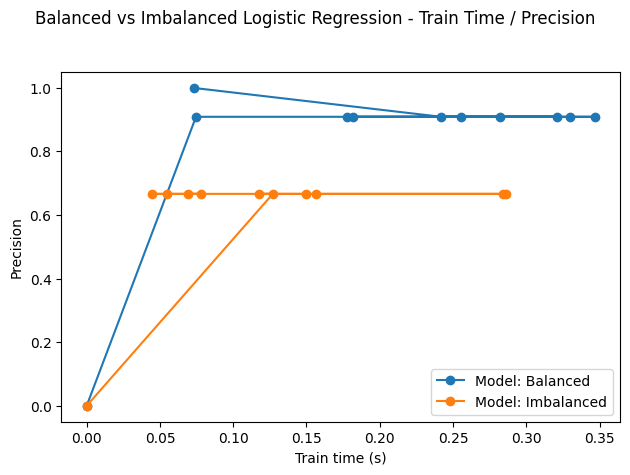 Balanced vs Imbalanced Logistic Regression - Train Time / Precision
1.0
0.8
0.6
0.4
0.2
0.0
Precision
0.00 0.05 0.10 0.15 0.20 0.25 0.30 0.35
Train time (s)
Model: Balanced
Model: Imbalanced